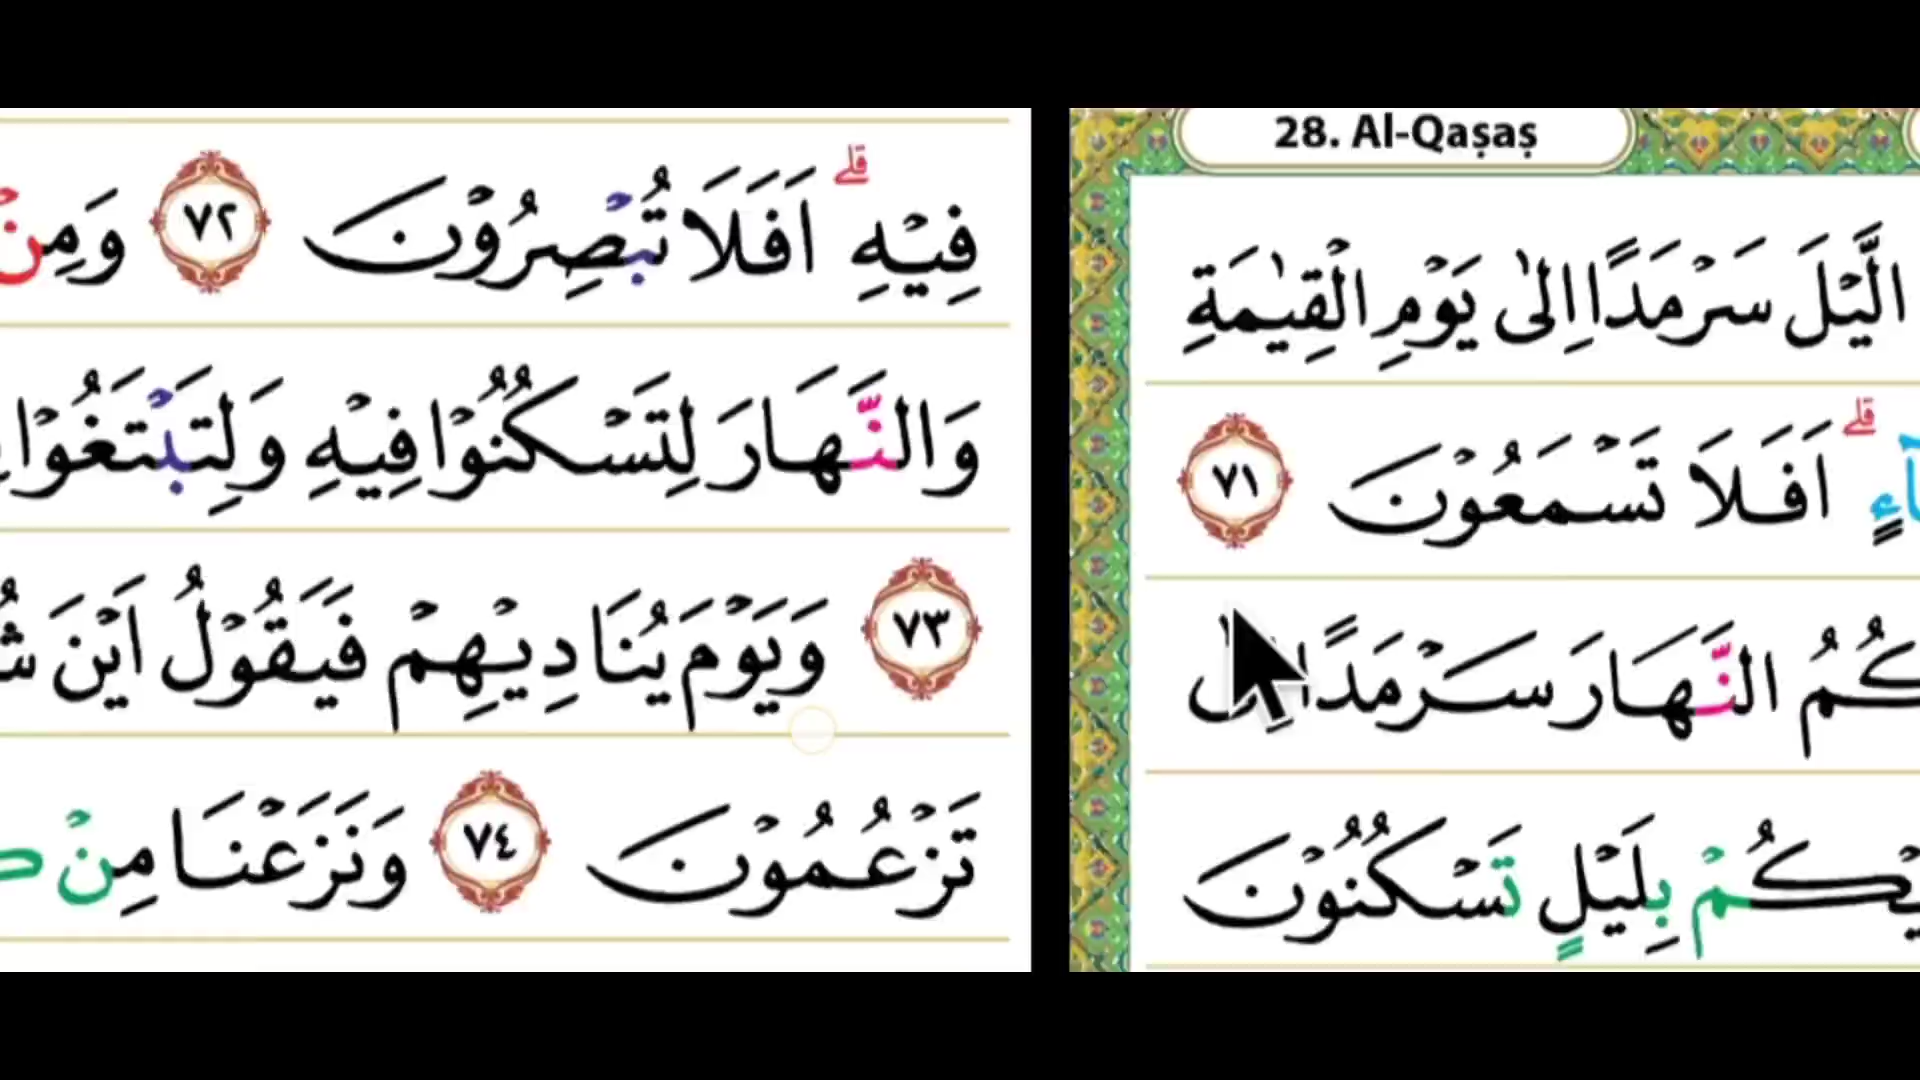 28. Al-Qaṣaṣ
الَّيْلَ سَرْمَدًا اِلٰى يَوْمِ الْقِيٰمَةِ
اَفَلَا تَسْمَعُوْنَ ۗ ٧١
النَّهَارَ سَرْمَدًا
بِلَيْلٍ تَسْكُنُوْنَ
فِيْهِ ۗ اَفَلَا تُبْصِرُوْنَ ٧٢ وَمِنْ
وَالنَّهَارَ لِتَسْكُنُوْا فِيْهِ وَلِتَبْتَغُوْا
٧٣ وَيَوْمَ يُنَادِيْهِمْ فَيَقُوْلُ اَيْنَ
تَزْعُمُوْنَ ٧٤ وَنَزَعْنَا مِنْ